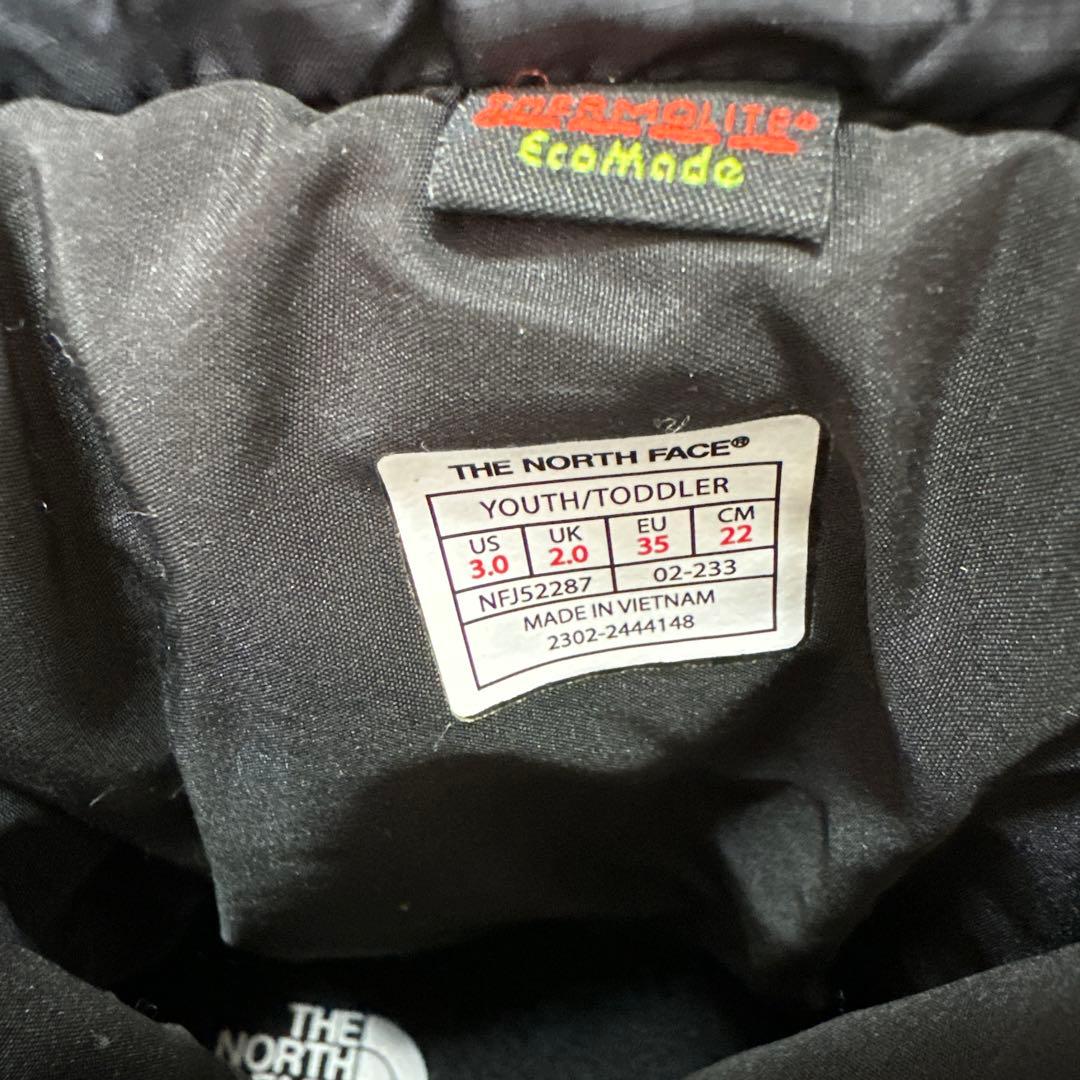 THERMOLITE®
EcoMade
THE NORTH FACE®
YOUTH/TODDLER
US UK EU CM
3.0 2.0 35 22
NFJ52287 02-233
MADE IN VIETNAM
2302-2444148
THE
NORTH